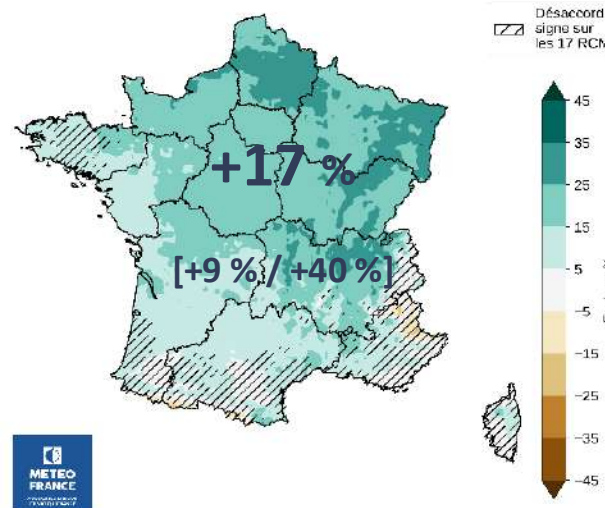 Désaccord
signe sur
les 17 RCM
+17 %
[+9 % / +40 %]
45
35
25
15
5
−5
−15
−25
−35
−45
METEO
FRANCE